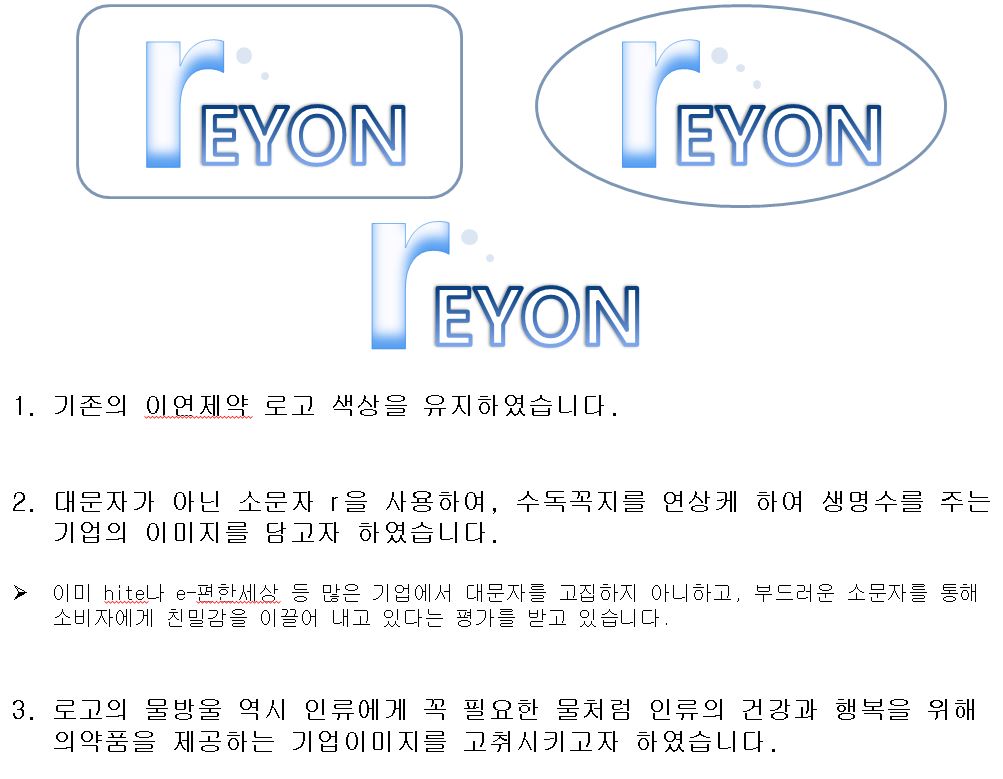 rEYON
rEYON
rEYON
1. 기존의 이연제약 로고 색상을 유지하였습니다.
2. 대문자가 아닌 소문자 r을 사용하여, 수독꼭지를 연상케 하여 생명수를 주는
기업의 이미지를 담고자 하였습니다.
➢ 이미 hite나 e-편한세상 등 많은 기업에서 대문자를 고집하지 아니하고, 부드러운 소문자를 통해
소비자에게 친밀감을 이끌어 내고 있다는 평가를 받고 있습니다.
3. 로고의 물방울 역시 인류에게 꼭 필요한 물처럼 인류의 건강과 행복을 위해
의약품을 제공하는 기업이미지를 고취시키고자 하였습니다.